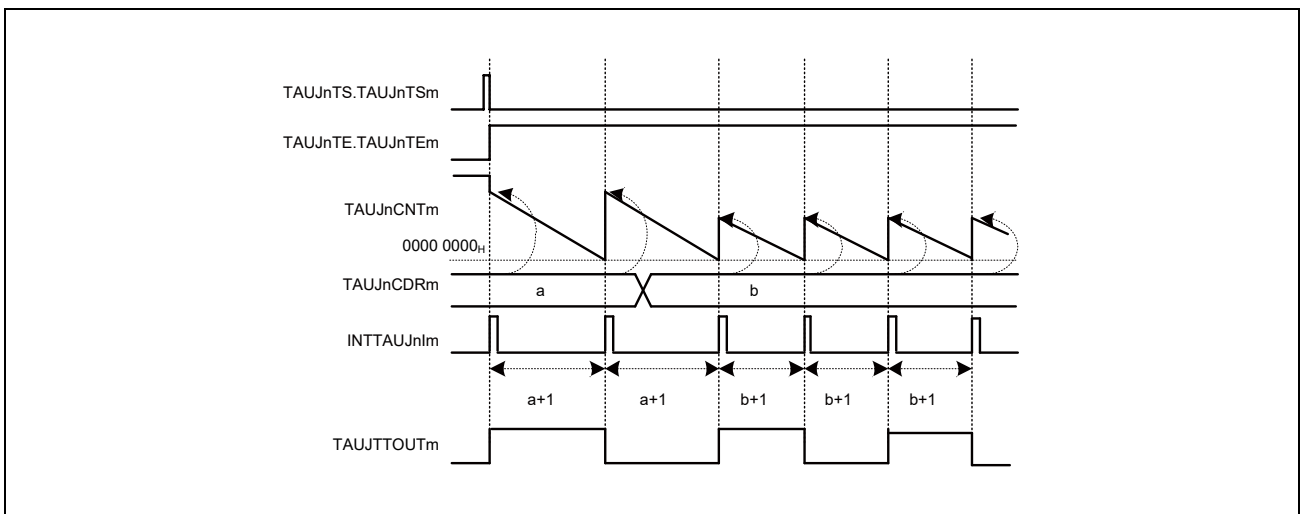 TAUJnTS.TAUJnTSm
TAUJnTE.TAUJnTEm
TAUJnCNTm
0000 0000H
TAUJnCDRm
a
b
INTTAUJnIm
a+1
a+1
b+1
b+1
b+1
TAUJTTOUTm